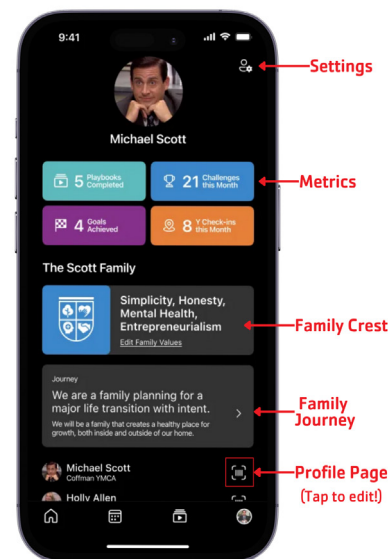 9:41
Settings
Michael Scott
5 Playbooks Completed
21 Challenges this Month
Metrics
4 Goals Achieved
8 Y Check-ins this Month
The Scott Family
Simplicity, Honesty,
Mental Health,
Entrepreneurialism
Edit Family Values
Family Crest
Journey
We are a family planning for a
major life transition with intent.
We will be a family that creates a healthy place for
growth, both inside and outside of our home.
Family
Journey
Michael Scott
Coffman YMCA
Profile Page
(Tap to edit!)
Holly Allen